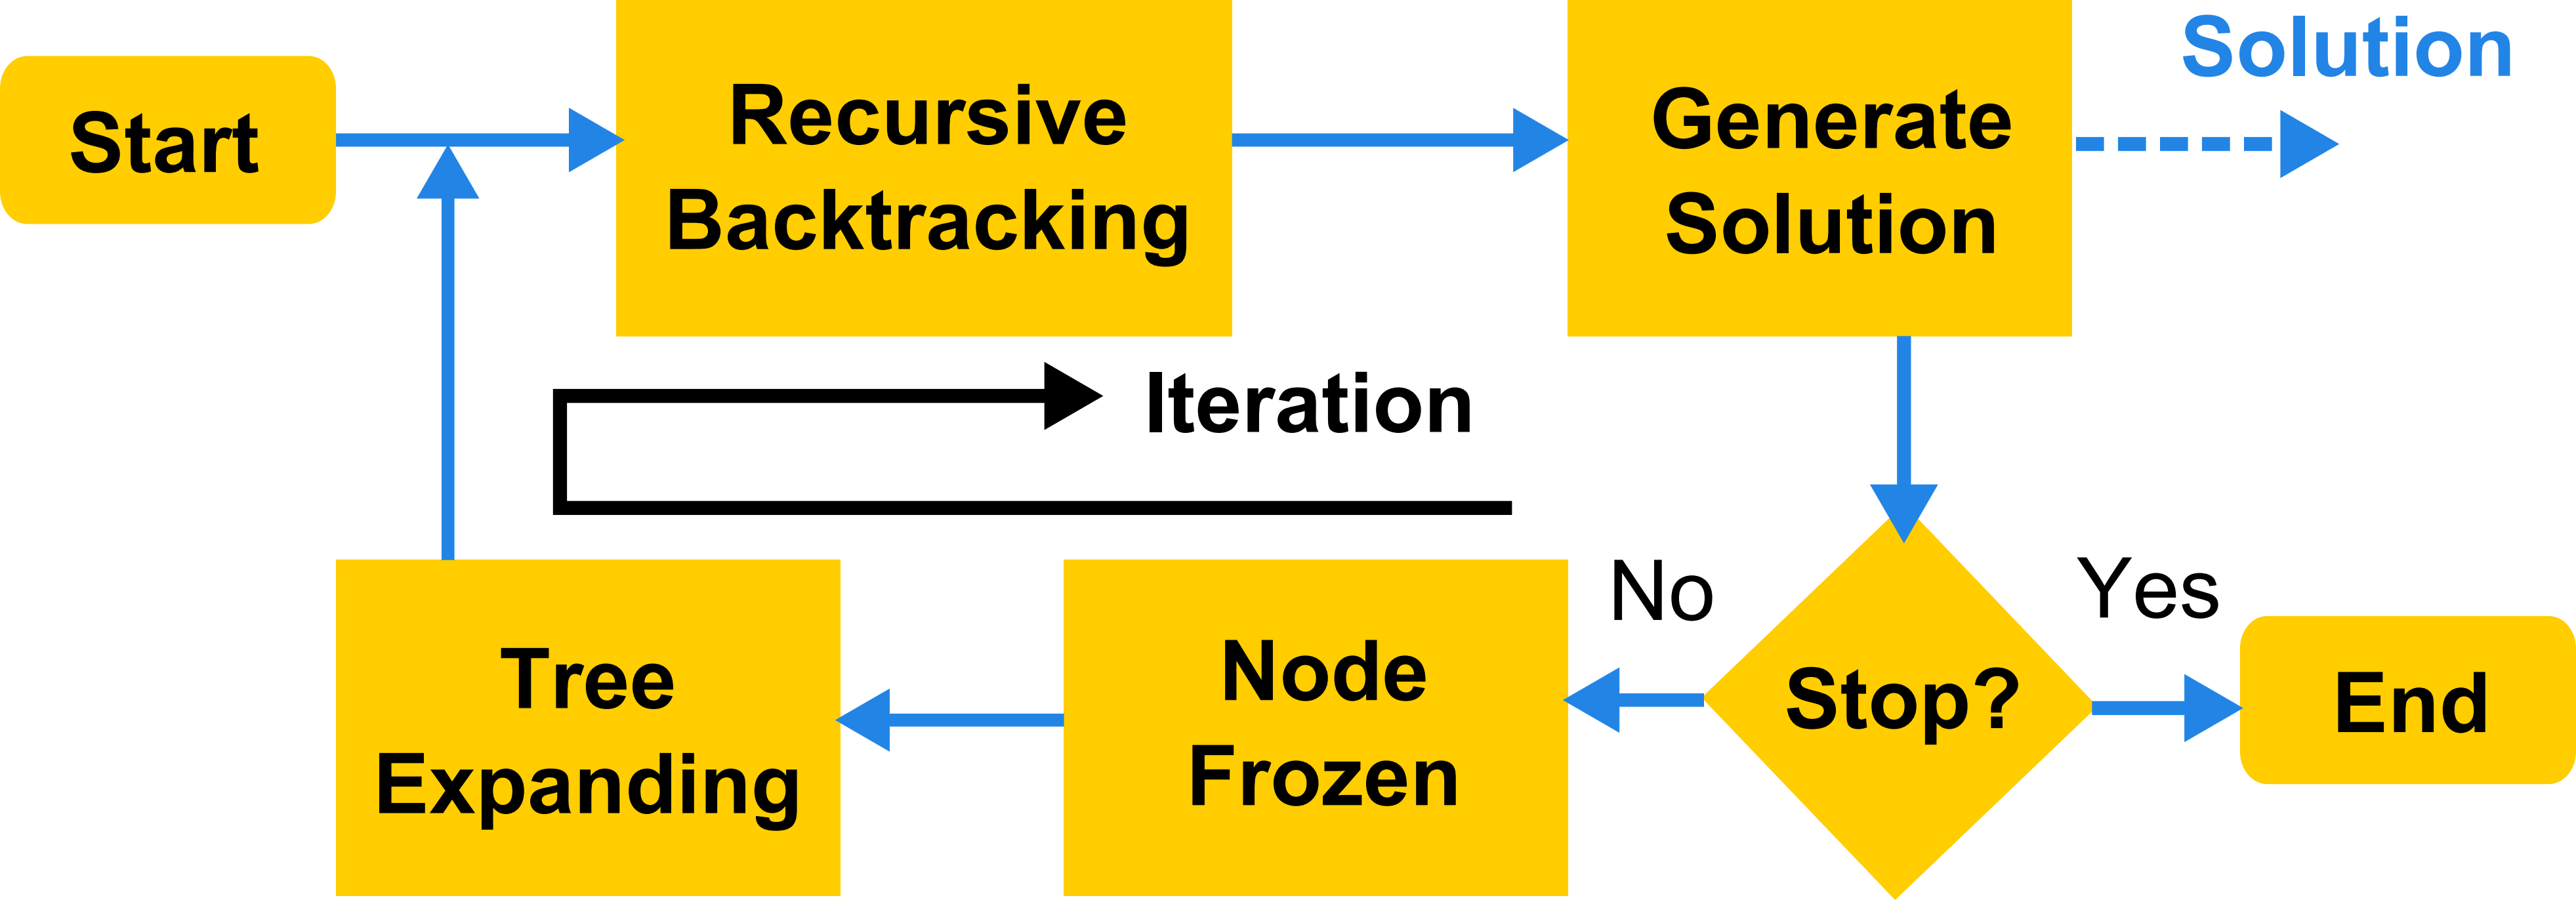 Start
Recursive
Backtracking
Generate
Solution
Solution
Iteration
Tree
Expanding
Node
Frozen
No
Stop?
Yes
End